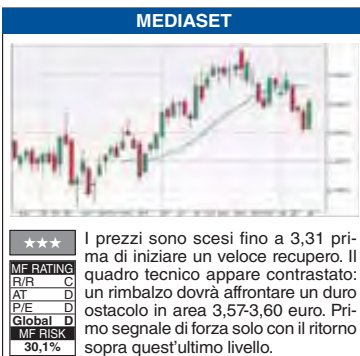 MEDIASET
★★★
MF RATING
R/R C
AT D
P/E D
Global D
MF RISK
30,1%
I prezzi sono scesi fino a 3,31 pri-
ma di iniziare un veloce recupero. Il
quadro tecnico appare contrastato:
un rimbalzo dovrà affrontare un duro
ostacolo in area 3,57-3,60 euro. Pri-
mo segnale di forza solo con il ritorno
sopra quest'ultimo livello.